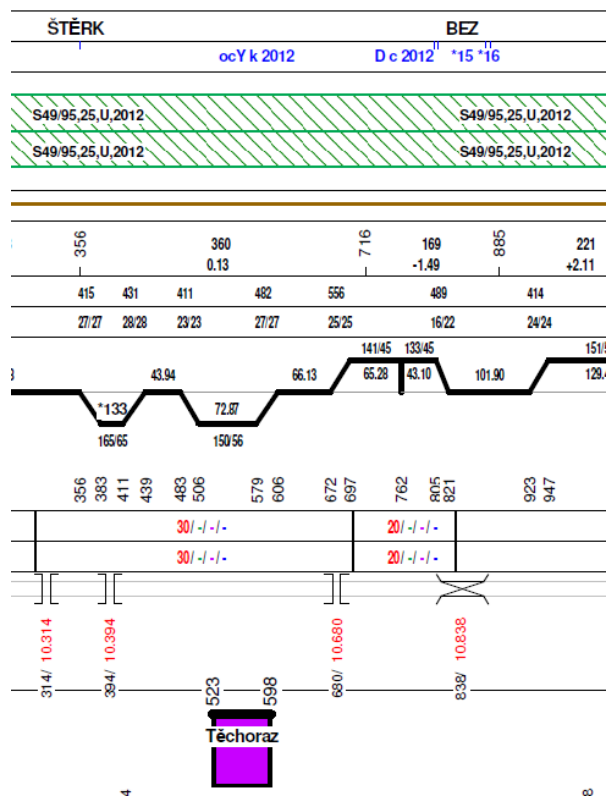 ŠTĚRK BEZ
ocY k 2012 D c 2012 *15 *16
S49/95,25,U,2012 S49/95,25,U,2012
S49/95,25,U,2012 S49/95,25,U,2012
356 360 716 169 885 221
0.13 -1.49 +2.11
415 431 411 482 556 489 414
27/27 28/28 23/23 27/27 25/25 16/22 24/24
141/45 133/45
43.94 66.13 65.28 43.10 101.90
*133 72.87
165/65 150/56
356 383 411 439 483 506 579 606 672 697 762 805 821 923 947
30/ -/ -/ - 20/ -/ -/ -
30/ -/ -/ - 20/ -/ -/ -
314/ 10.314 394/ 10.394 680/ 10.680 838/ 10.838
523 598
Těchoraz